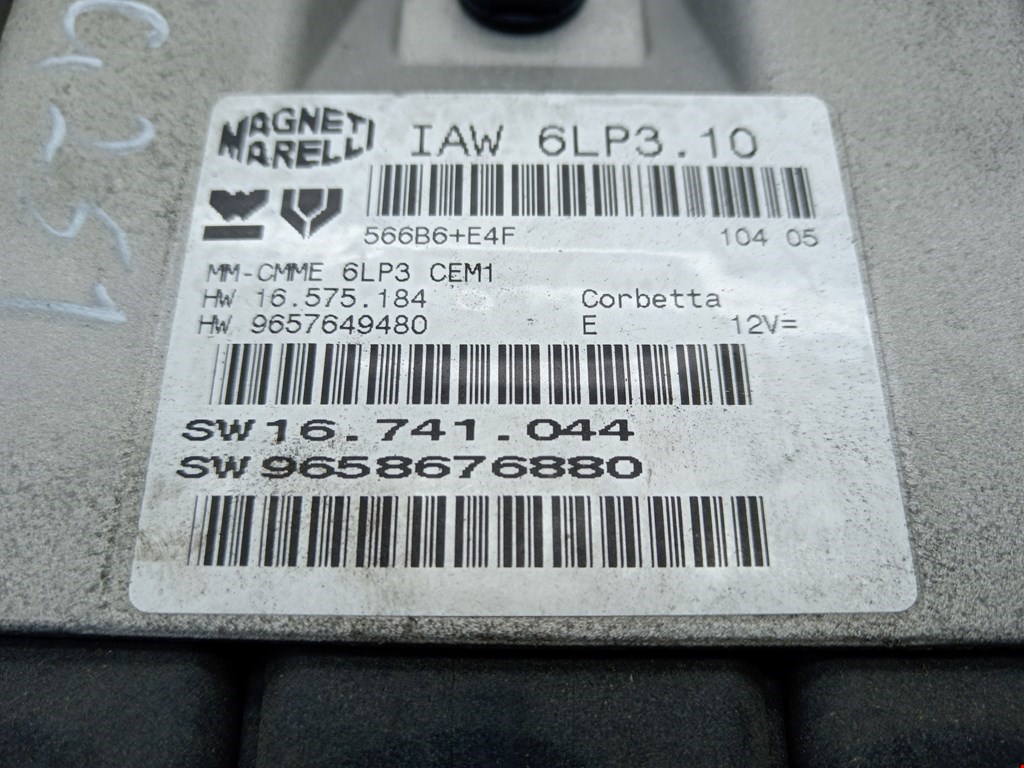 4251
MAGNETI
MARELLI
IAW 6LP3.10
566B6+E4F 104 05
MM-CMME 6LP3 CEM1
HW 16.575.184 Corbetta
HW 9657649480 E 12V=
SW 16.741.044
SW 9658676880